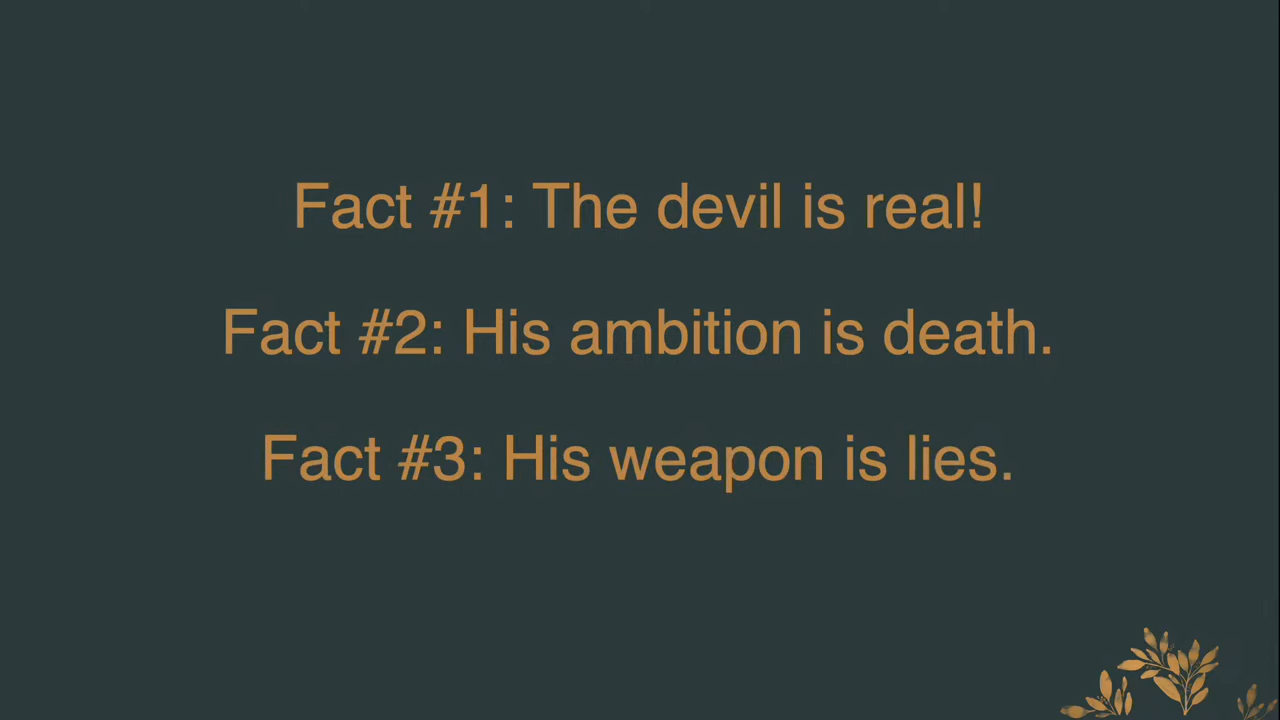 Fact #1: The devil is real!
Fact #2: His ambition is death.
Fact #3: His weapon is lies.